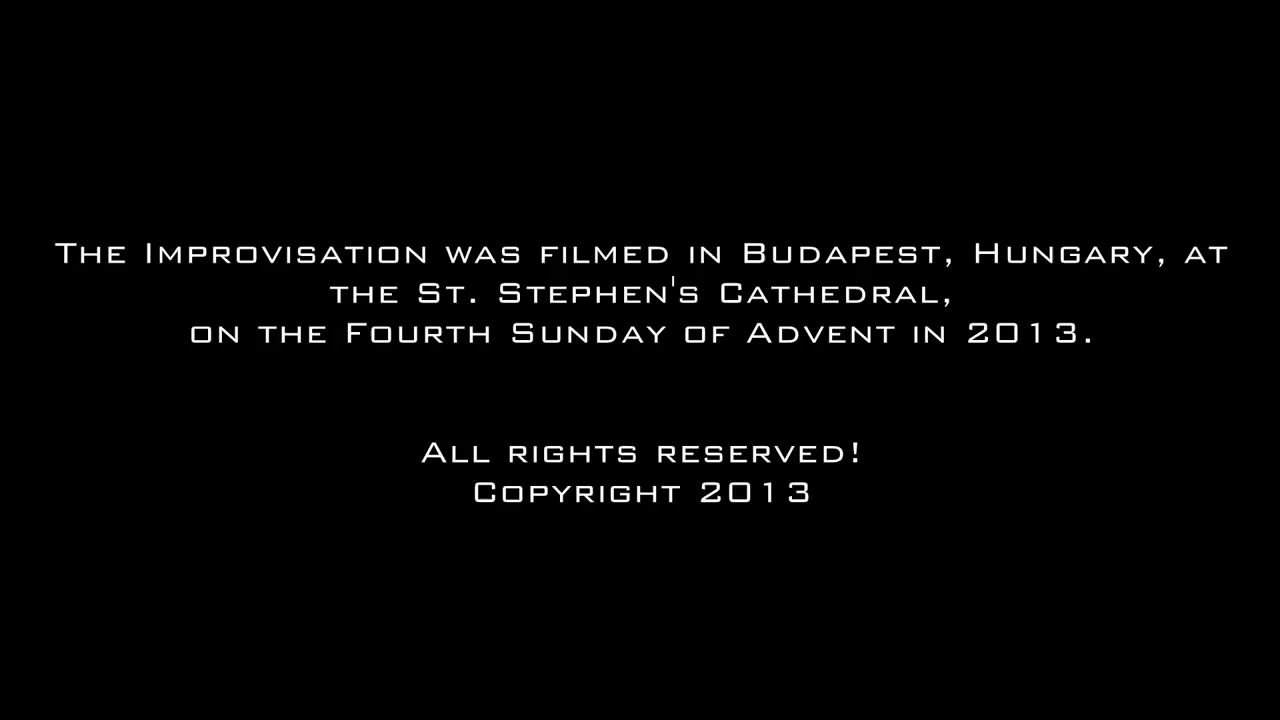 The Improvisation was filmed in Budapest, Hungary, at
the St. Stephen's Cathedral,
on the Fourth Sunday of Advent in 2013.
All rights reserved!
Copyright 2013